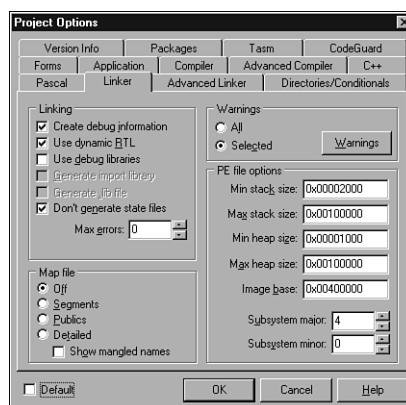 Project Options
Version Info Packages Tasm CodeGuard
Forms Application Compiler Advanced Compiler C++
Pascal Linker Advanced Linker Directories/Conditionals
Linking
Create debug information
Use dynamic RTL
Use debug libraries
Generate import library
Generate .lib file
Don't generate state files
Max errors: 0
Map file
Off
Segments
Publics
Detailed
Show mangled names
Warnings
All
Selected
Warnings
PE file options
Min stack size: 0x00002000
Max stack size: 0x00100000
Min heap size: 0x00001000
Max heap size: 0x00100000
Image base: 0x00400000
Subsystem major: 4
Subsystem minor: 0
Default OK Cancel Help